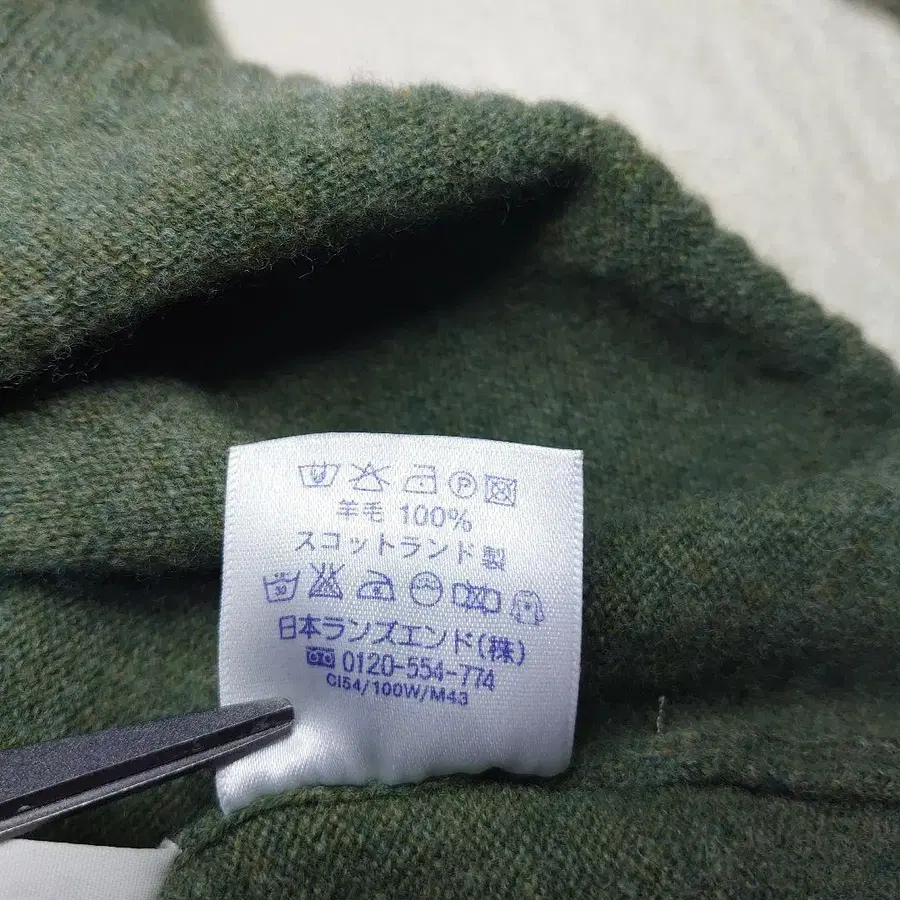 羊毛 100%
スコットランド製
日本ランズエンド(株)
0120-554-774
CI54/100W/M43